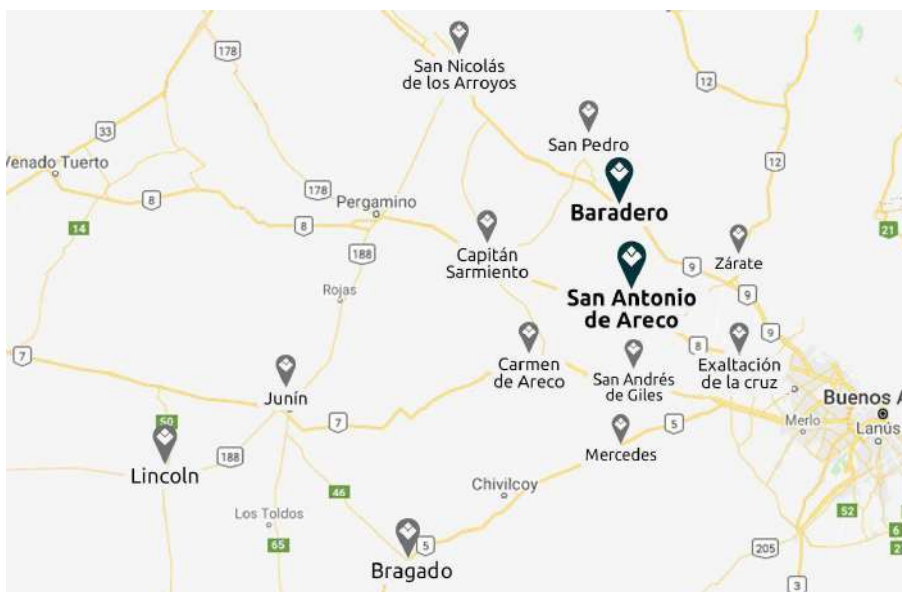 San Nicolás
de los Arroyos
178
12
33
San Pedro
Venado Tuerto
12
178
8
Baradero
Pergamino
14
8
21
Capitán
Sarmiento
Zárate
188
9
Rojas
San Antonio
de Areco
9
9
7
8
Carmen
de Areco
San Andrés
de Giles
Exaltación
de la cruz
Junín
Buenos A
50
7
5
Merlo
Lanús
188
Lincoln
Mercedes
46
Chivilcoy
Los Toldos
52
6
65
5
205
2
Bragado
3